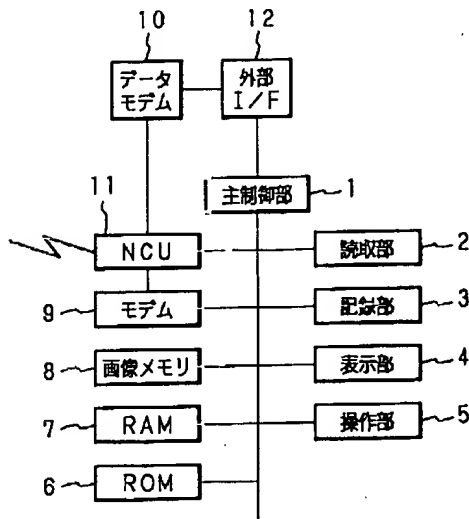 10
12
データ
モデム
外部
I/F
主制御部
1
11
NCU
読取部
2
9
モデム
記録部
3
8
画像メモリ
表示部
4
7
RAM
操作部
5
6
ROM